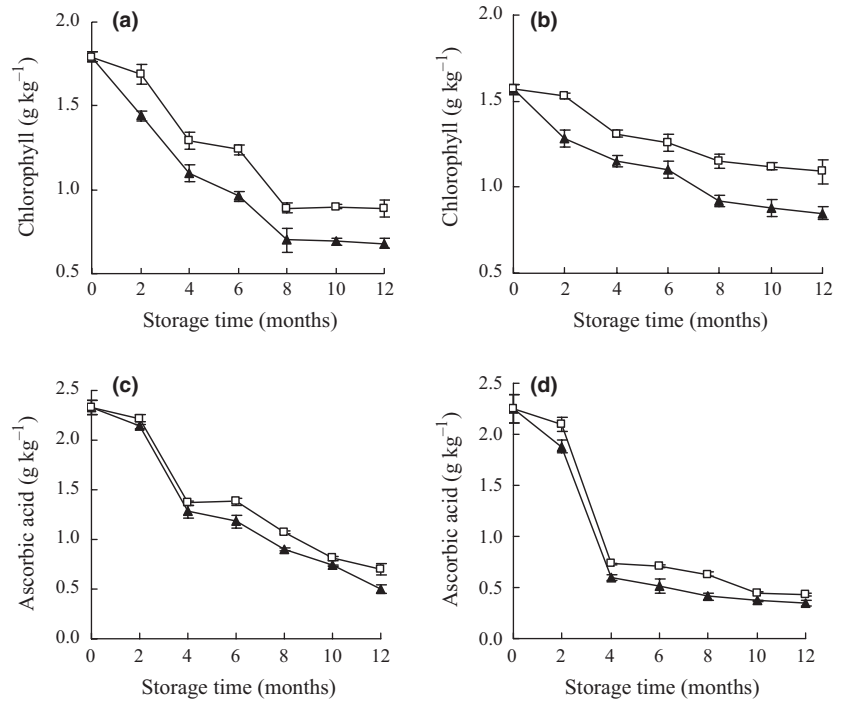 (a)
2.0
1.5
1.0
0.5
Chlorophyll (g kg⁻¹)
0 2 4 6 8 10 12
Storage time (months)
(b)
2.0
1.5
1.0
0.5
Chlorophyll (g kg⁻¹)
0 2 4 6 8 10 12
Storage time (months)
(c)
2.5
2.0
1.5
1.0
0.5
0.0
Ascorbic acid (g kg⁻¹)
0 2 4 6 8 10 12
Storage time (months)
(d)
2.5
2.0
1.5
1.0
0.5
0.0
Ascorbic acid (g kg⁻¹)
0 2 4 6 8 10 12
Storage time (months)